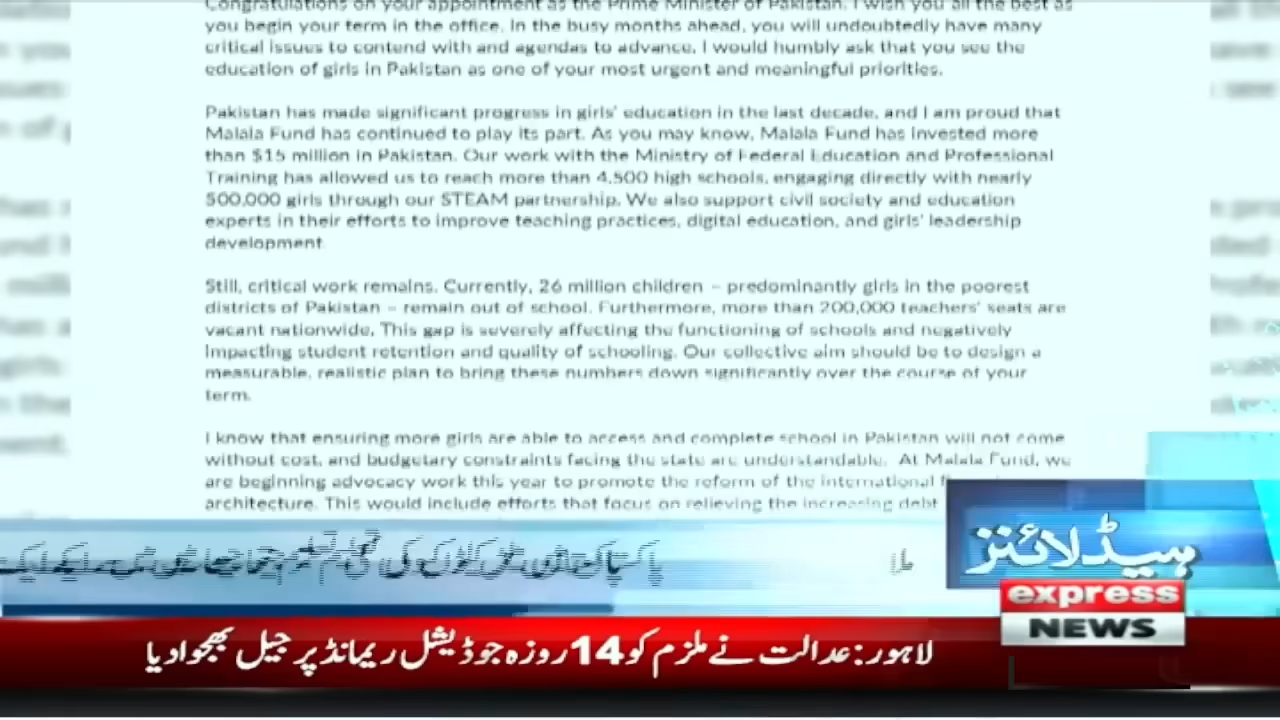 Congratulations on your appointment as the Prime Minister of Pakistan. I wish you all the best as
you begin your term in the office. In the busy months ahead, you will undoubtedly have many
critical issues to contend with and agendas to advance, I would humbly ask that you see the
education of girls in Pakistan as one of your most urgent and meaningful priorities.
Pakistan has made significant progress in girls' education in the last decade, and I am proud that
Malala Fund has continued to play its part. As you may know, Malala Fund has invested more
than $15 million in Pakistan. Our work with the Ministry of Federal Education and Professional
Training has allowed us to reach more than 4,500 high schools, engaging directly with nearly
500,000 girls through our STEAM partnership. We also support civil society and education
experts in their efforts to improve teaching practices, digital education, and girls' leadership
development
Still, critical work remains. Currently, 26 million children – predominantly girls in the poorest
districts of Pakistan – remain out of school. Furthermore, more than 200,000 teachers' seats are
vacant nationwide. This gap is severely affecting the functioning of schools and negatively
impacting student retention and quality of schooling. Our collective aim should be to design a
measurable, realistic plan to bring these numbers down significantly over the course of your
term.
I know that ensuring more girls are able to access and complete school in Pakistan will not come
without cost, and budgetary constraints facing the state are understandable. At Malala Fund, we
are beginning advocacy work this year to promote the reform of the international
architecture. This would include efforts that focus on relieving the increasing debt
ہیڈلائنز
express
NEWS
لاہور: عدالت نے ملزم کو 14 روزہ جوڈیشل ریمانڈ پر جیل بھجوا دیا